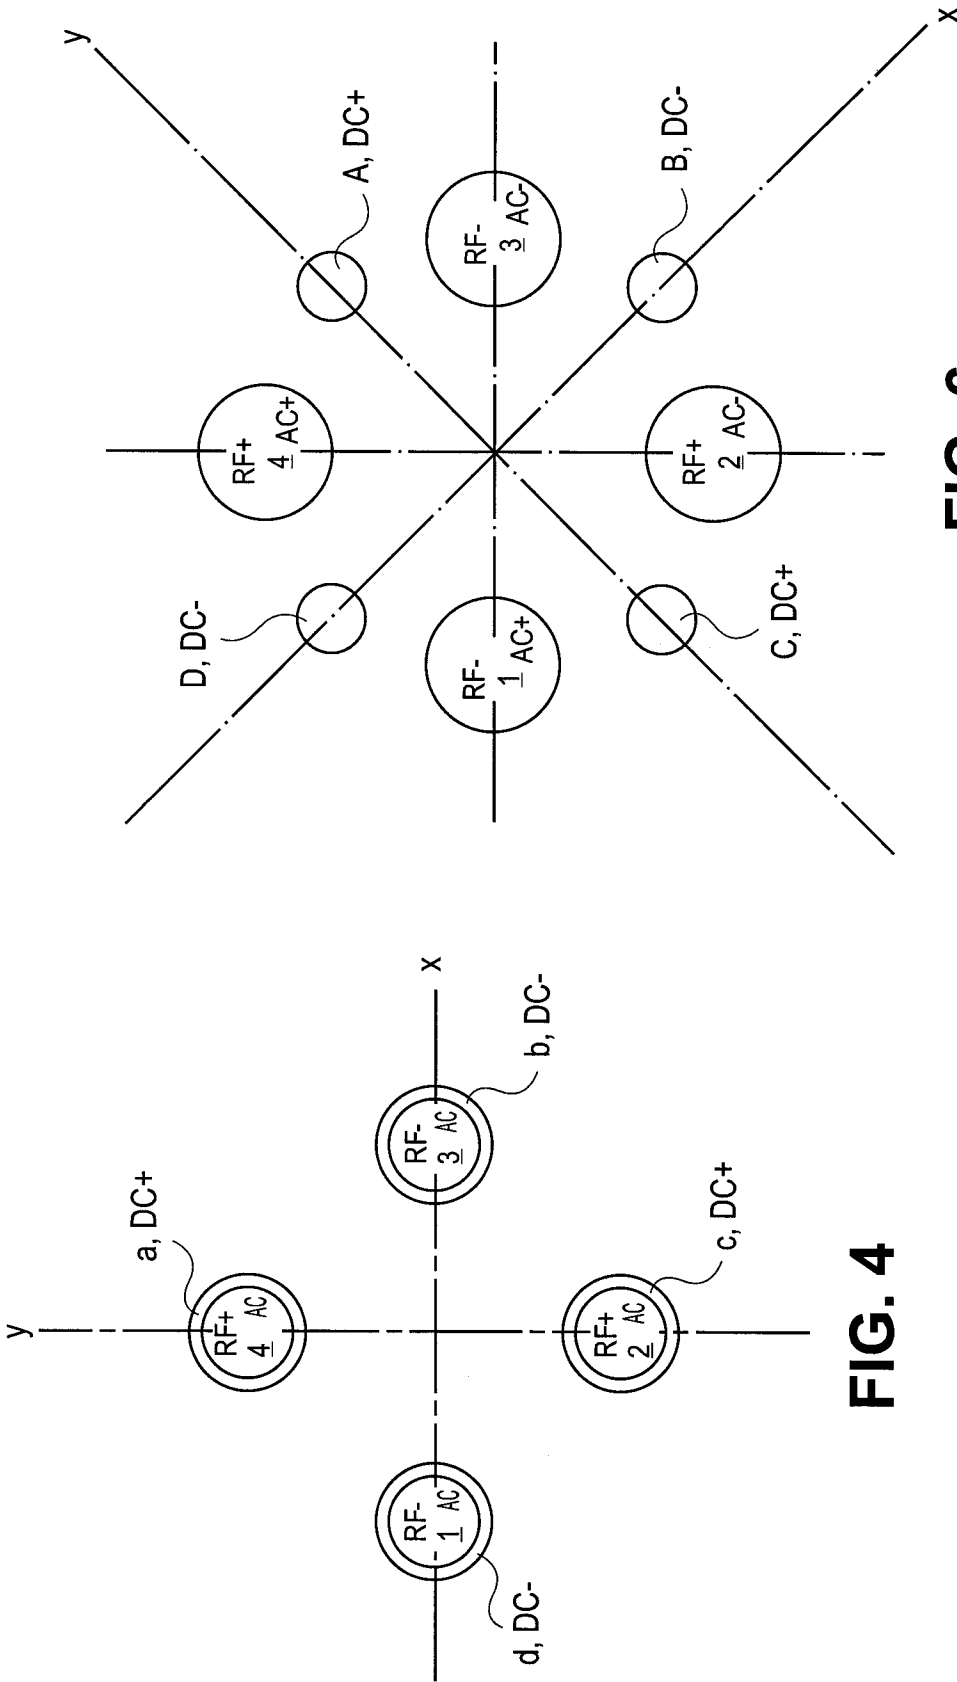 y
x
A, DC+
B, DC-
C, DC+
D, DC-
RF+
4 AC+
RF-
3 AC-
RF+
2 AC-
RF-
1 AC+
y
x
a, DC+
b, DC-
c, DC+
d, DC-
RF+
4 AC
RF-
3 AC
RF+
2 AC
RF-
1 AC
FIG. 4